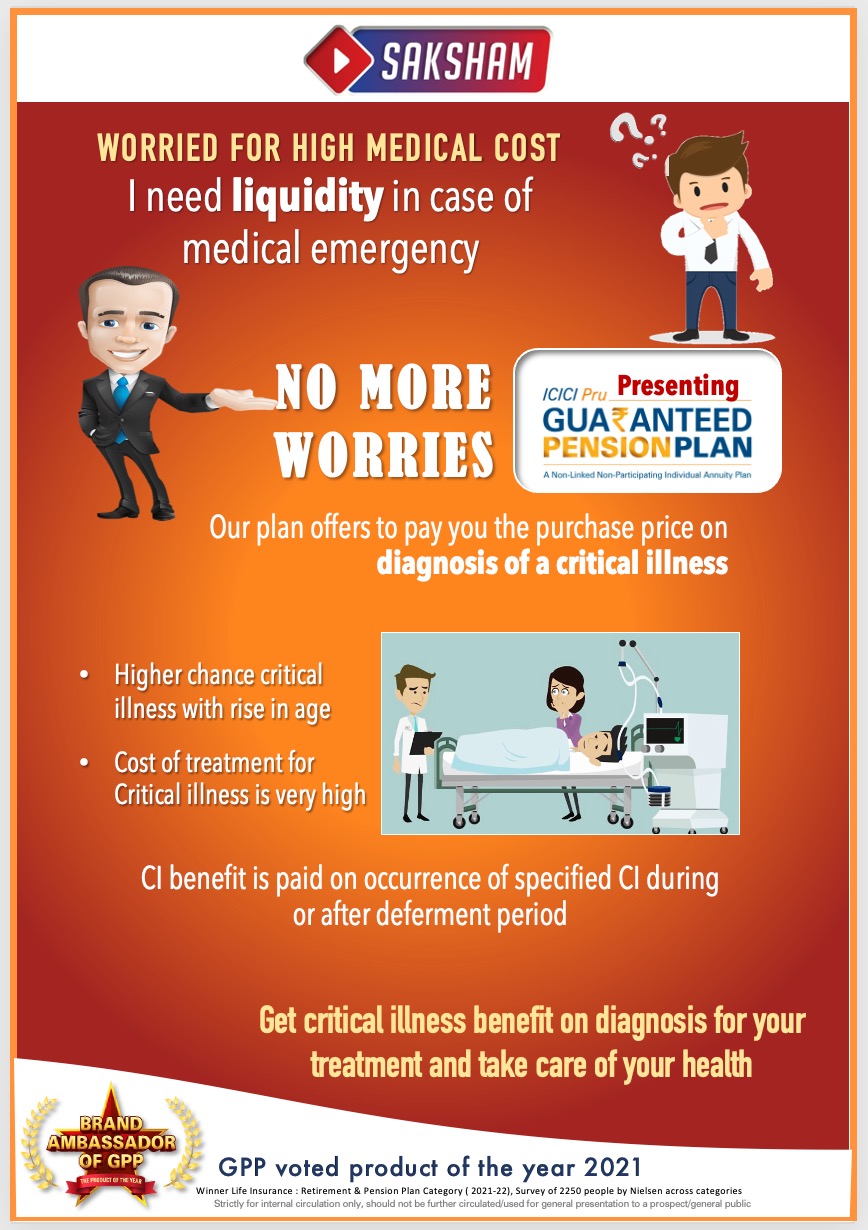 SAKSHAM
WORRIED FOR HIGH MEDICAL COST
I need liquidity in case of
medical emergency
NO MORE
WORRIES
ICICI Pru Presenting
GUA₹ANTEED
PENSION PLAN
A Non-Linked Non-Participating Individual Annuity Plan
Our plan offers to pay you the purchase price on
diagnosis of a critical illness
• Higher chance critical
illness with rise in age
• Cost of treatment for
Critical illness is very high
CI benefit is paid on occurrence of specified CI during
or after deferment period
Get critical illness benefit on diagnosis for your
treatment and take care of your health
BRAND
AMBASSADOR
OF GPP
THE PRODUCT OF THE YEAR
GPP voted product of the year 2021
Winner Life Insurance : Retirement & Pension Plan Category ( 2021-22), Survey of 2250 people by Nielsen across categories
Strictly for internal circulation only, should not be further circulated/used for general presentation to a prospect/general public